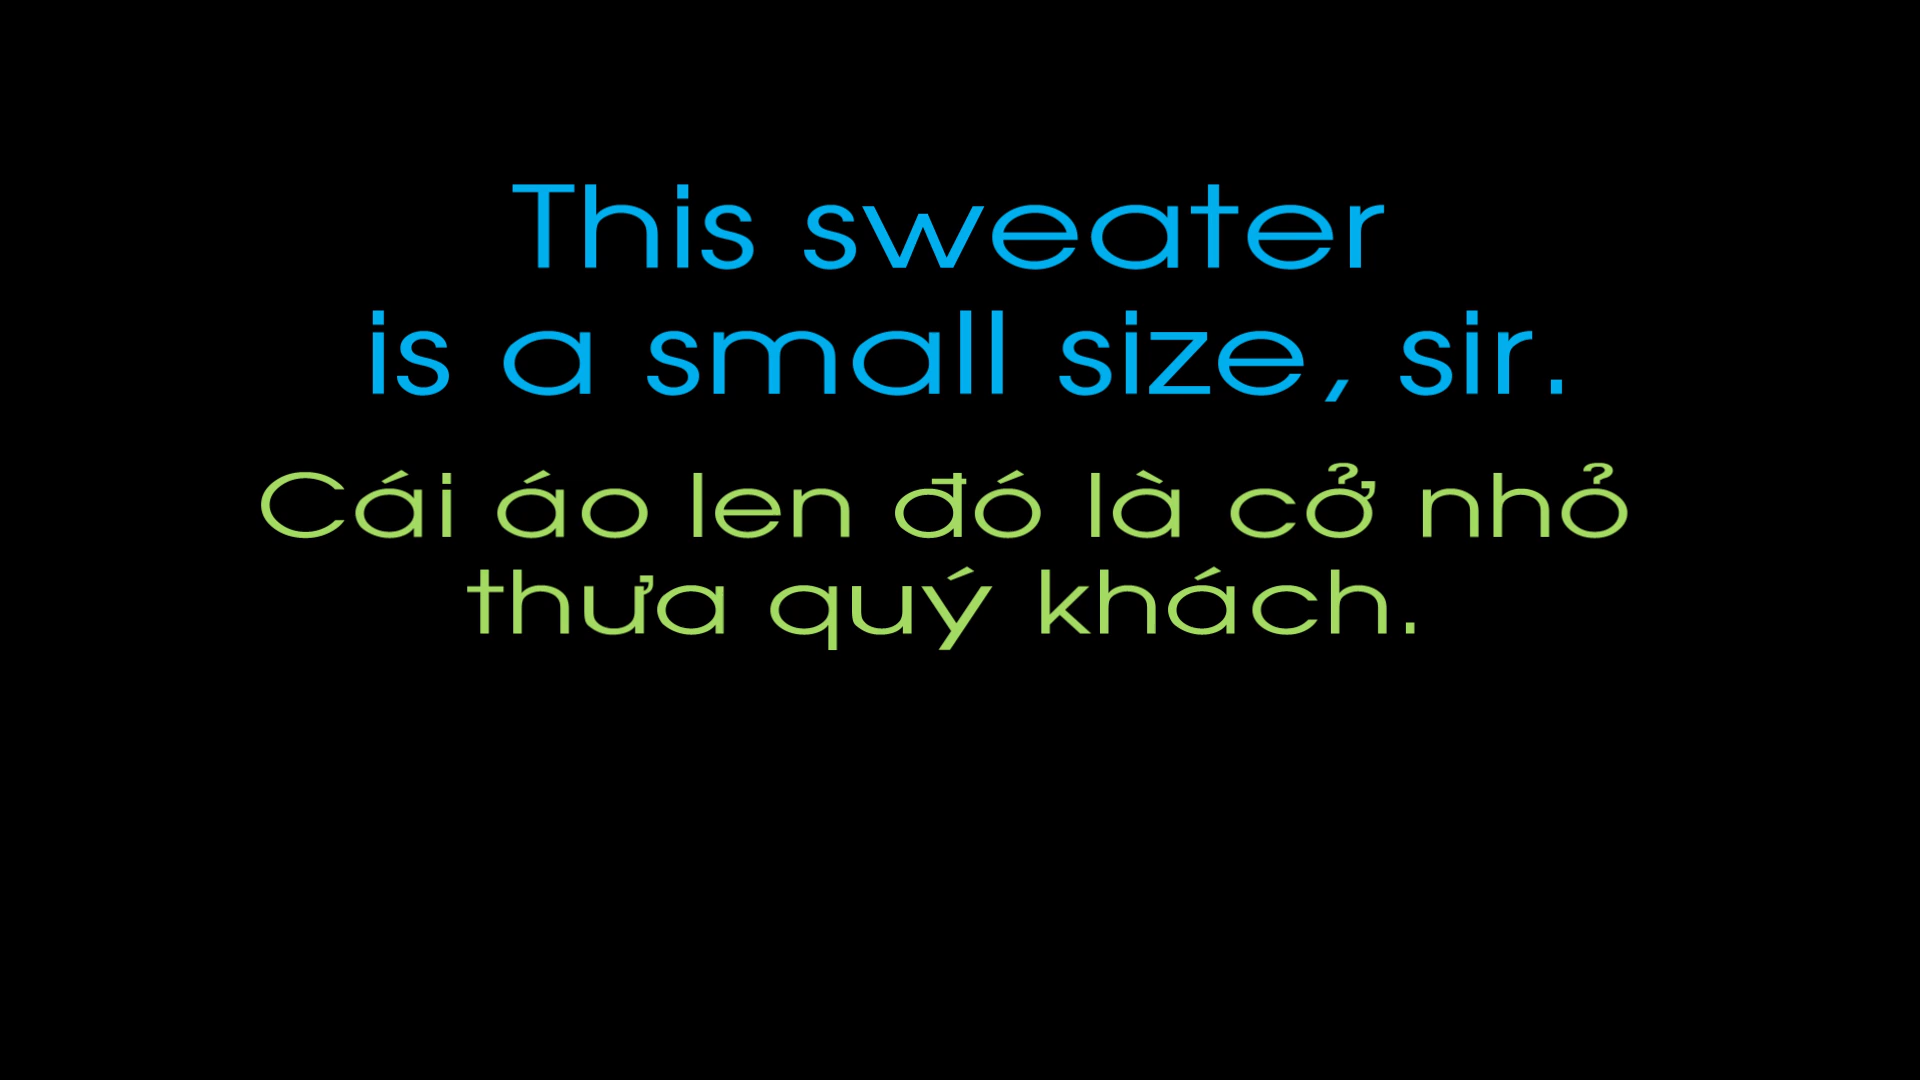 This sweater
is a small size, sir.
Cái áo len đó là cở nhỏ
thưa quý khách.